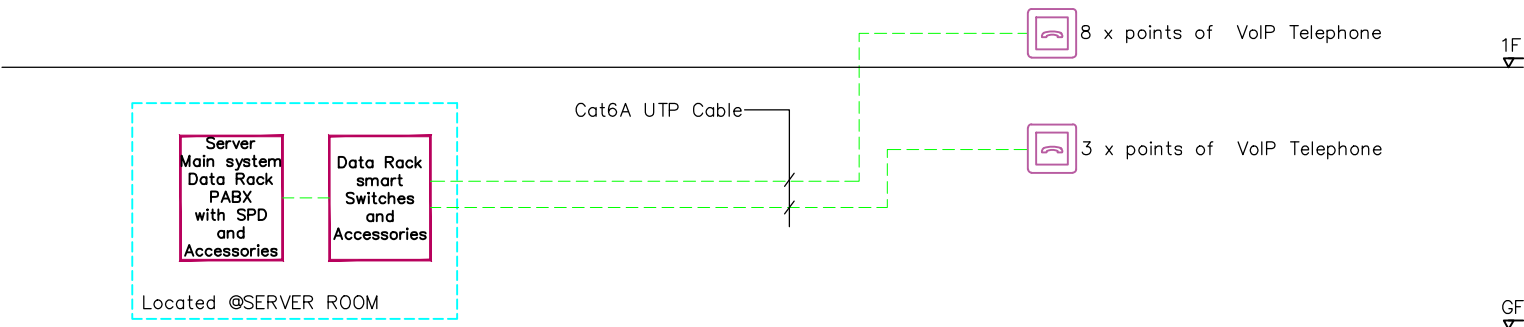 8 x points of VoIP Telephone
1F
Cat6A UTP Cable
3 x points of VoIP Telephone
Server
Main system
Data Rack
PABX
with SPD
and
Accessories
Data Rack
smart
Switches
and
Accessories
Located @SERVER ROOM
GF